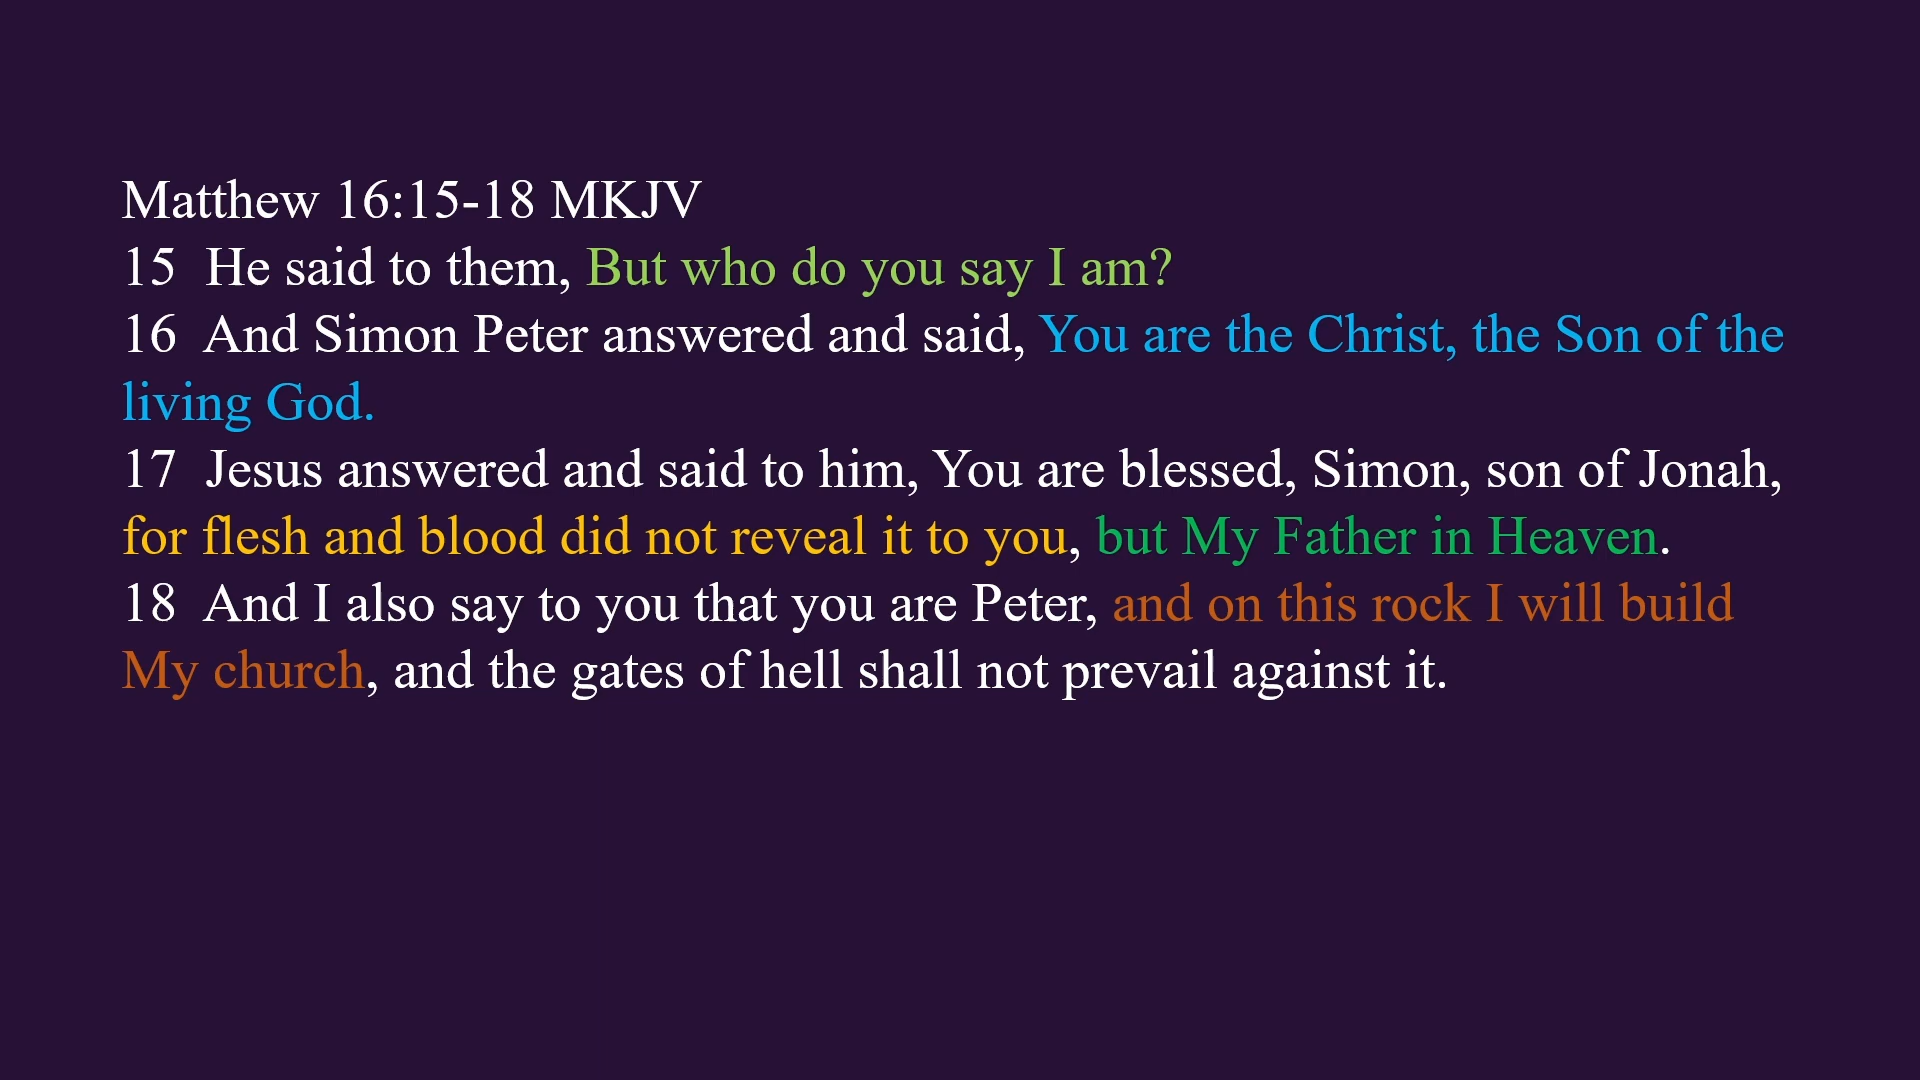 Matthew 16:15-18 MKJV
15  He said to them, But who do you say I am?
16  And Simon Peter answered and said, You are the Christ, the Son of the
living God.
17  Jesus answered and said to him, You are blessed, Simon, son of Jonah,
for flesh and blood did not reveal it to you, but My Father in Heaven.
18  And I also say to you that you are Peter, and on this rock I will build
My church, and the gates of hell shall not prevail against it.